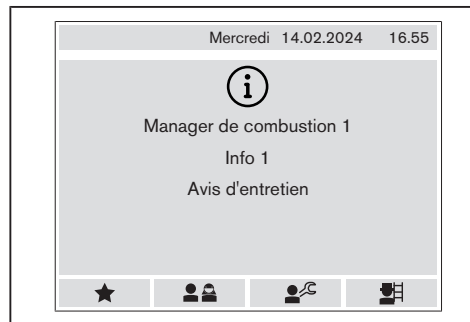 Mercredi 14.02.2024 16.55
Manager de combustion 1
Info 1
Avis d'entretien